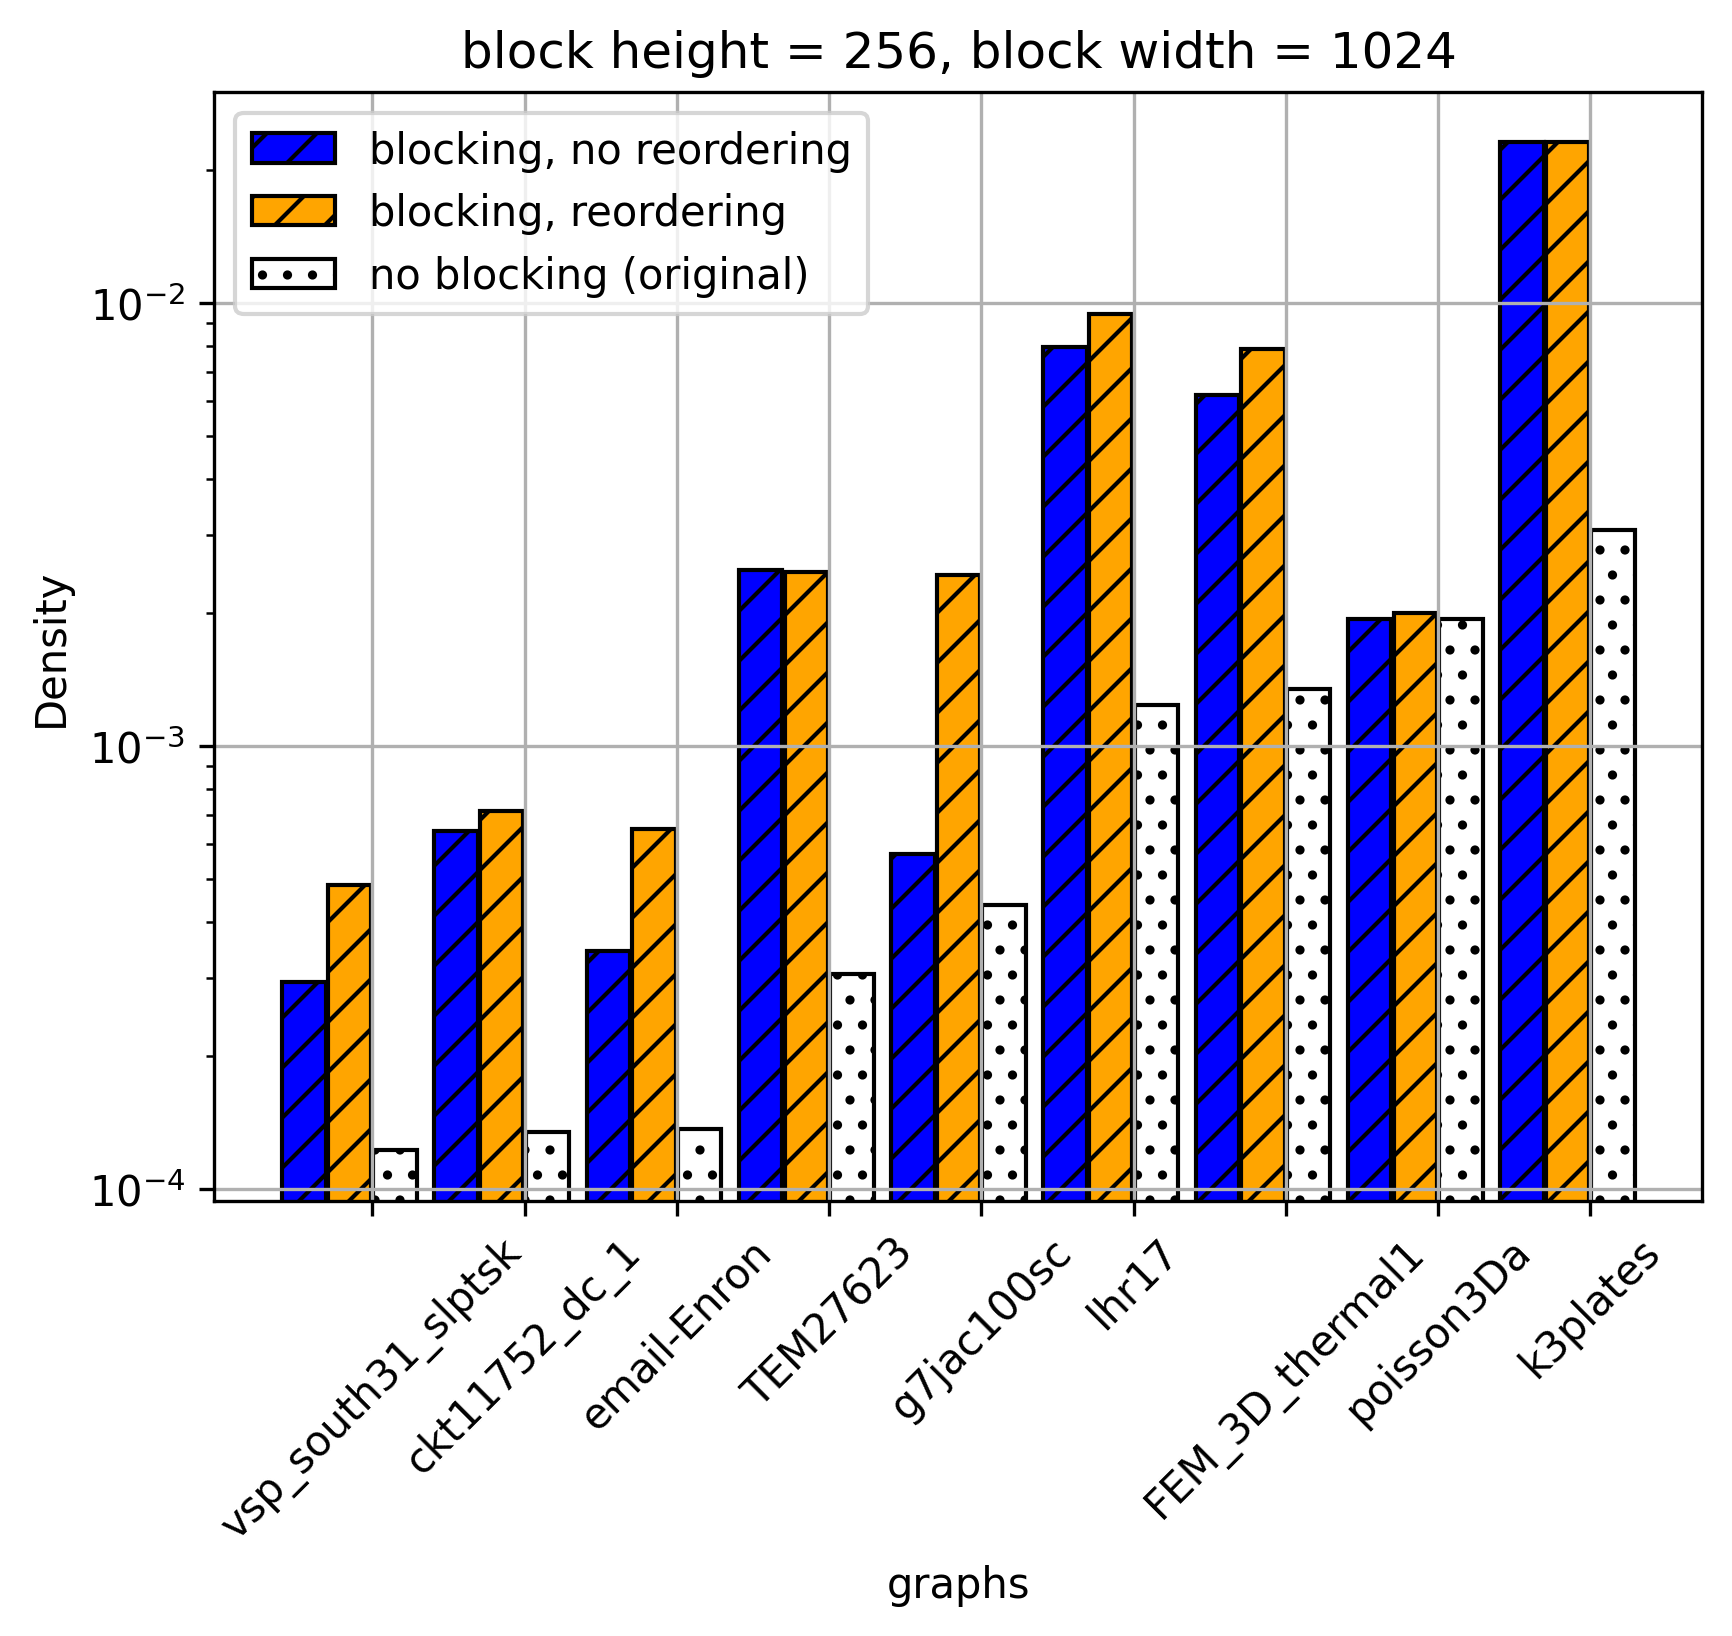 block height = 256, block width = 1024
blocking, no reordering
blocking, reordering
no blocking (original)
Density
10⁻²
10⁻³
10⁻⁴
vsp_south31_slptsk
ckt11752_dc_1
email-Enron
TEM27623
g7jac100sc
lhr17
FEM_3D_thermal1
poisson3Da
k3plates
graphs